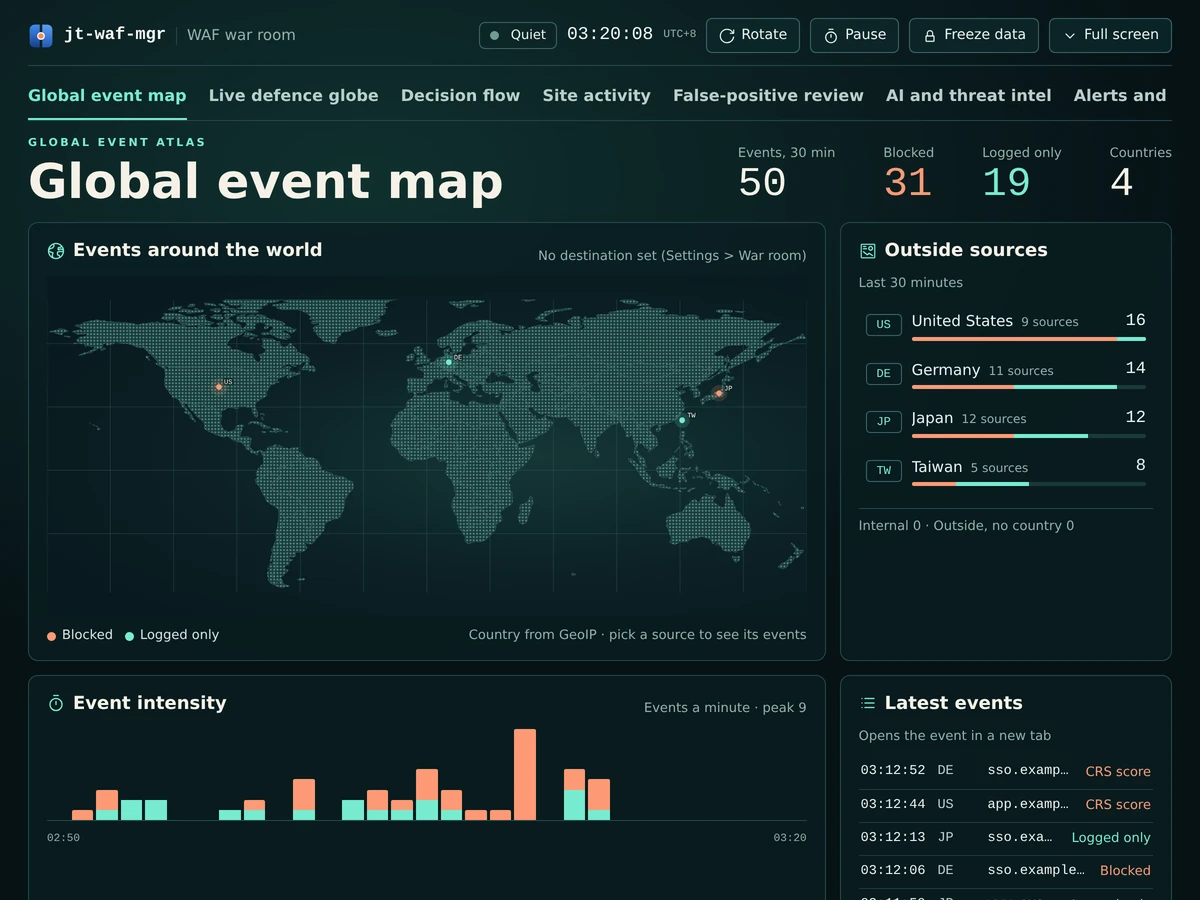 jt-waf-mgr WAF war room Quiet 03:20:08 UTC+8 Rotate Pause Freeze data Full screen
Global event map Live defence globe Decision flow Site activity False-positive review AI and threat intel Alerts and
GLOBAL EVENT ATLAS
Global event map
Events, 30 min Blocked Logged only Countries
50 31 19 4
Events around the world
No destination set (Settings > War room)
US
DE
JP
TW
Blocked Logged only
Country from GeoIP · pick a source to see its events
Outside sources
Last 30 minutes
US United States 9 sources 16
DE Germany 11 sources 14
JP Japan 12 sources 12
TW Taiwan 5 sources 8
Internal 0 · Outside, no country 0
Event intensity
Events a minute · peak 9
02:50 03:20
Latest events
Opens the event in a new tab
03:12:52 DE sso.examp… CRS score
03:12:44 US app.examp… CRS score
03:12:13 JP sso.exa… Logged only
03:12:06 DE sso.example… Blocked